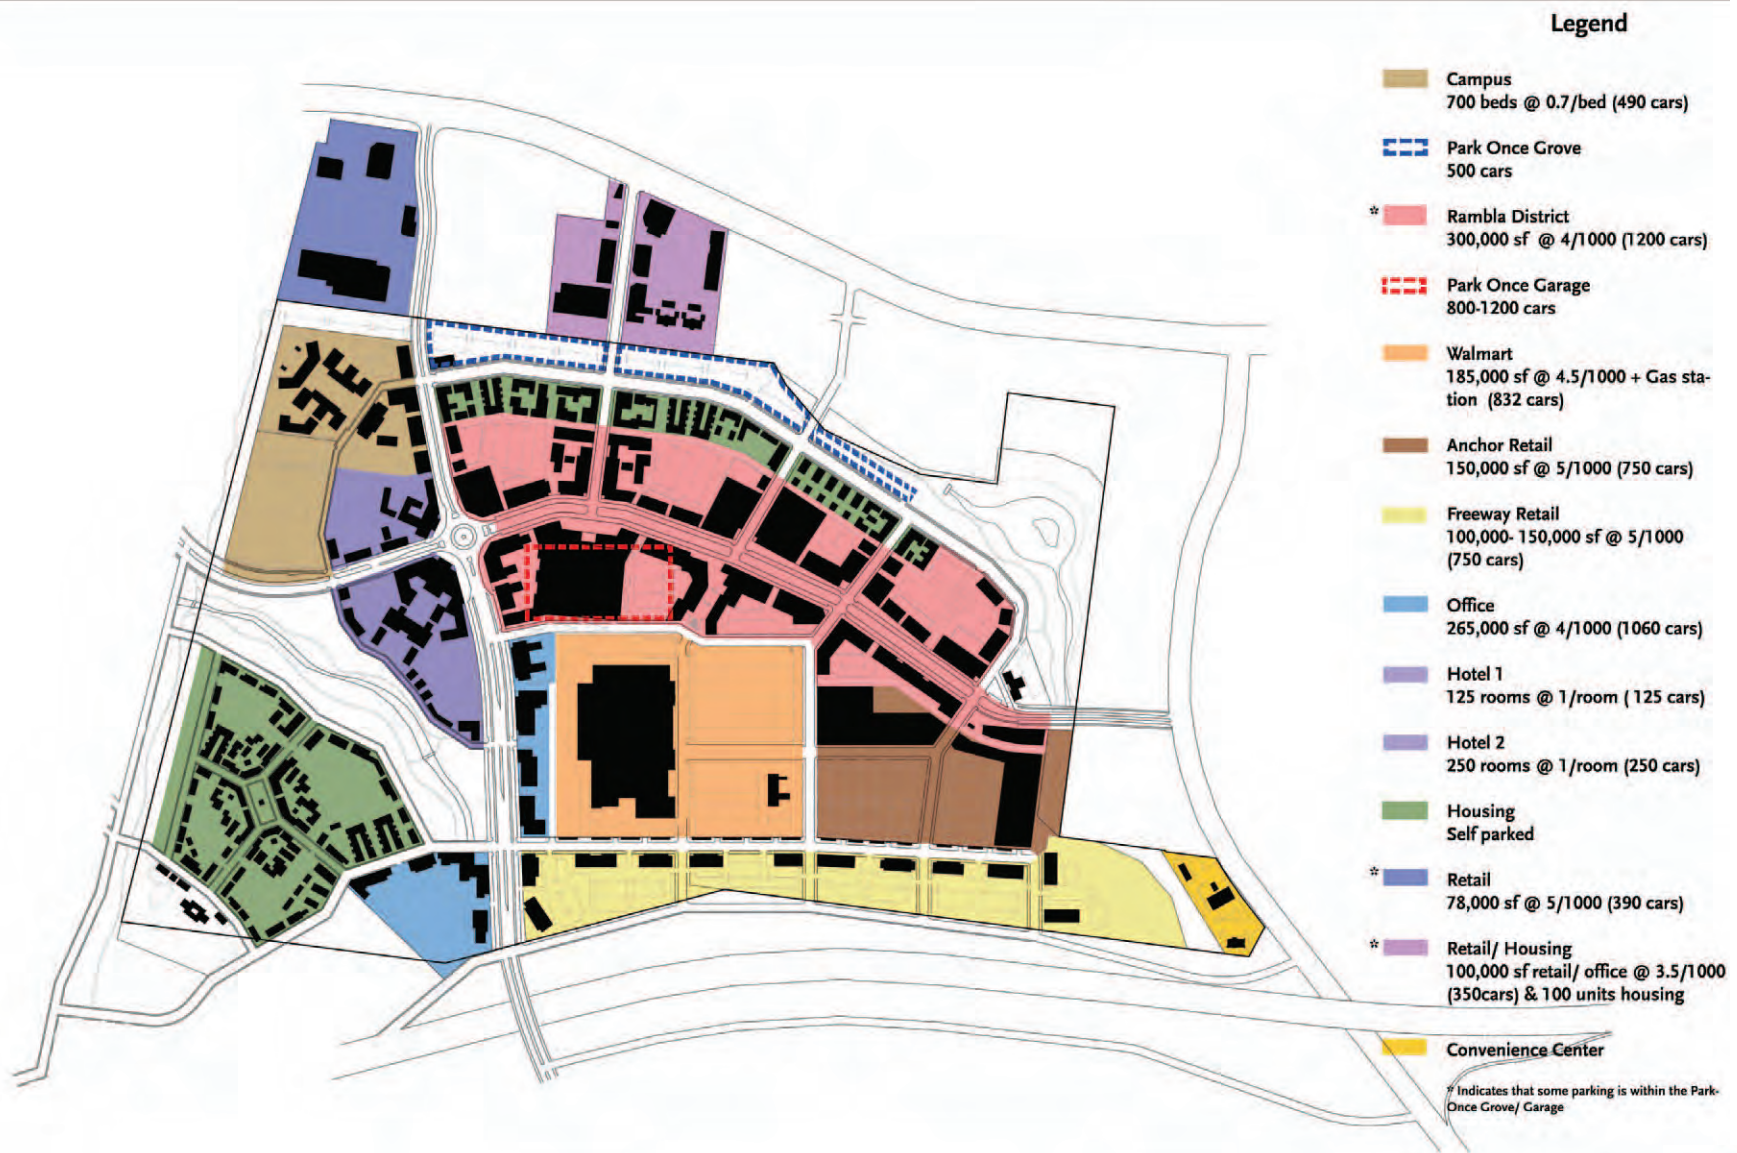 Legend
Campus
700 beds @ 0.7/bed (490 cars)
Park Once Grove
500 cars
* Rambla District
300,000 sf @ 4/1000 (1200 cars)
Park Once Garage
800-1200 cars
Walmart
185,000 sf @ 4.5/1000 + Gas sta-
tion (832 cars)
Anchor Retail
150,000 sf @ 5/1000 (750 cars)
Freeway Retail
100,000- 150,000 sf @ 5/1000
(750 cars)
Office
265,000 sf @ 4/1000 (1060 cars)
Hotel 1
125 rooms @ 1/room ( 125 cars)
Hotel 2
250 rooms @ 1/room (250 cars)
Housing
Self parked
* Retail
78,000 sf @ 5/1000 (390 cars)
* Retail/ Housing
100,000 sf retail/ office @ 3.5/1000
(350cars) & 100 units housing
Convenience Center
* Indicates that some parking is within the Park-
Once Grove/ Garage